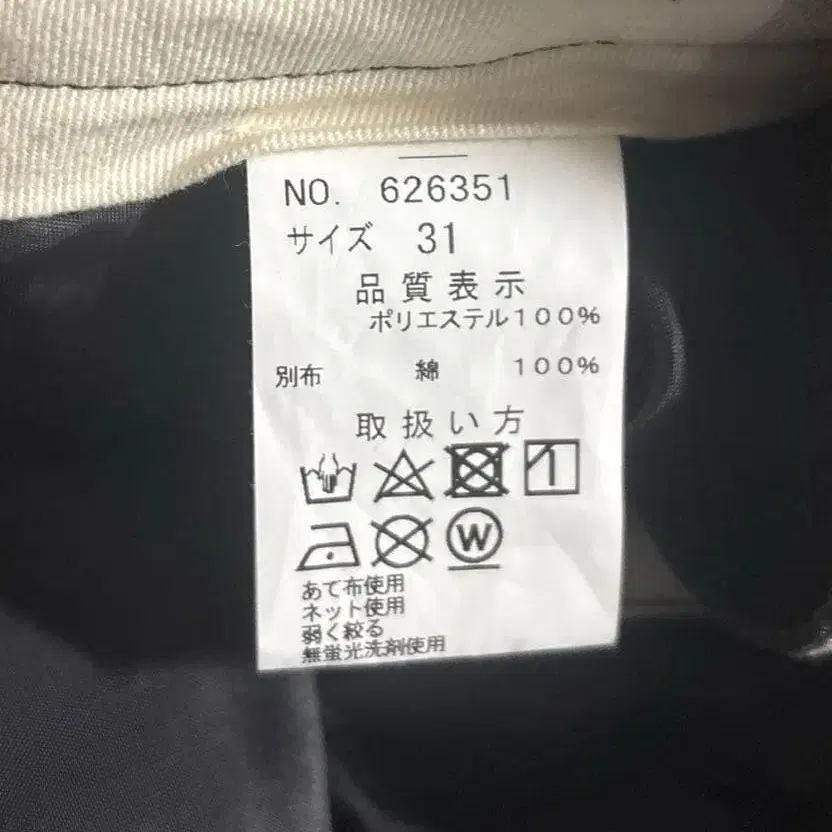 NO. 626351
サイズ 31
品質表示
ポリエステル100%
別布 綿 100%
取扱い方
W
あて布使用
ネット使用
弱く絞る
無蛍光洗剤使用